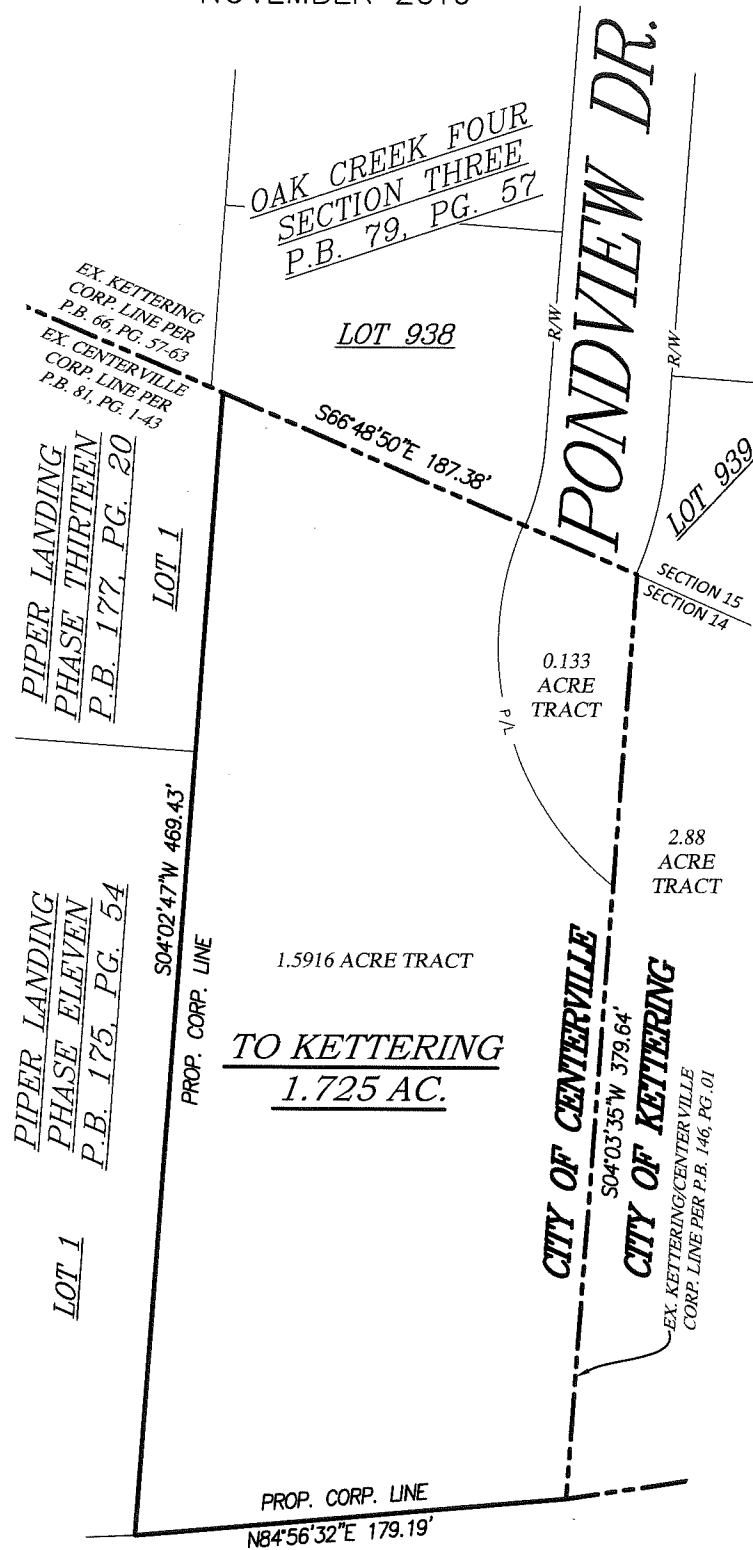 PONDVIEW DR.
OAK CREEK FOUR
SECTION THREE
P.B. 79, PG. 57
EX. KETTERING
CORP. LINE PER
P.B. 66, PG. 57-63
EX. CENTERVILLE
CORP. LINE PER
P.B. 81, PG. 1-43
LOT 938
R/W
R/W
S66°48'50"E 187.38'
LOT 939
SECTION 15
SECTION 14
PIPER LANDING
PHASE THIRTEEN
P.B. 177, PG. 20
LOT 1
0.133
ACRE
TRACT
P/L
2.88
ACRE
TRACT
S04°02'47"W 469.43'
PROP. CORP. LINE
PIPER LANDING
PHASE ELEVEN
P.B. 175, PG. 54
LOT 1
1.5916 ACRE TRACT
TO KETTERING
1.725 AC.
CITY OF CENTERVILLE
S04°03'35"W 379.64'
CITY OF KETTERING
EX. KETTERING/CENTERVILLE
CORP. LINE PER P.B. 146, PG.01
PROP. CORP. LINE
N84°56'32"E 179.19'